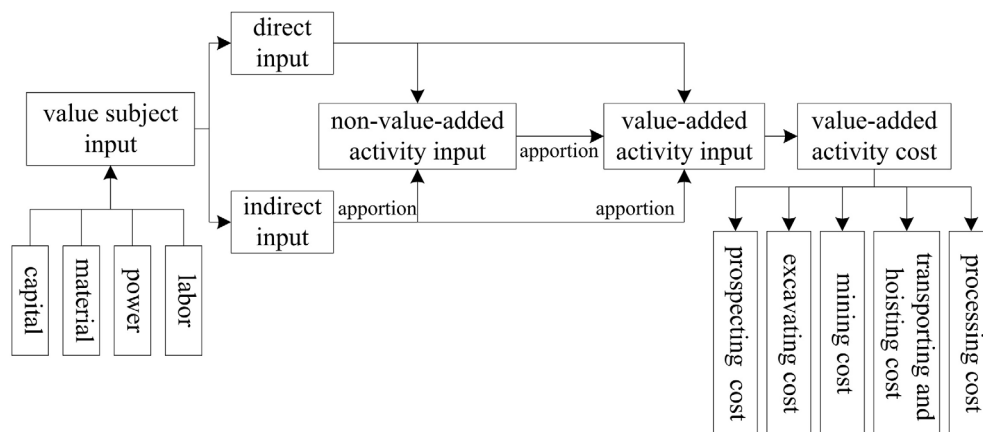 direct
input
value subject
input
non-value-added
activity input
apportion
value-added
activity input
value-added
activity cost
indirect
input
apportion
apportion
capital
material
power
labor
prospecting cost
excavating cost
mining cost
transporting and
hoisting cost
processing cost